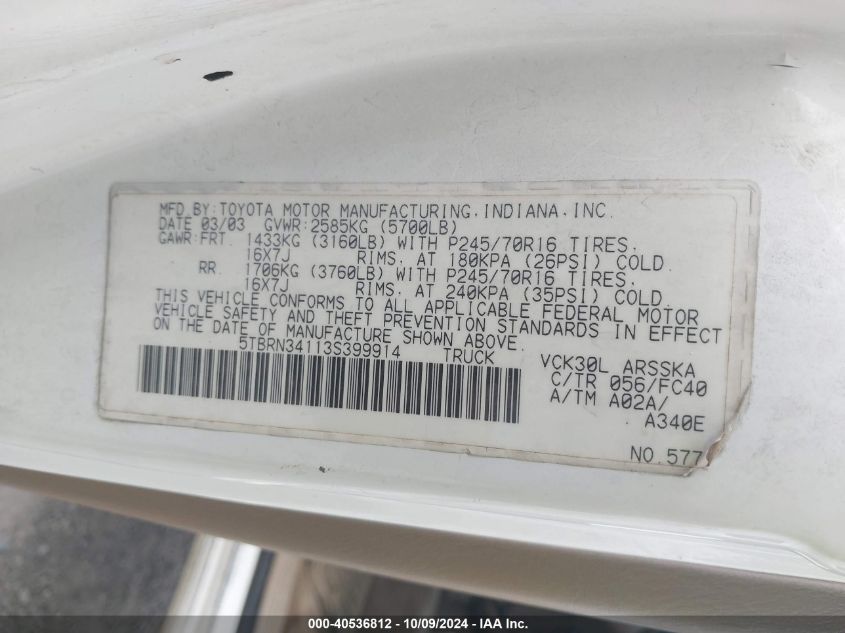 MFD BY:TOYOTA MOTOR MANUFACTURING,INDIANA,INC.
DATE 03/03 GVWR:2585KG (5700LB)
GAWR:FRT. 1433KG (3160LB) WITH P245/70R16 TIRES.
16X7J RIMS. AT 180KPA (26PSI) COLD.
RR. 1706KG (3760LB) WITH P245/70R16 TIRES.
16X7J RIMS. AT 240KPA (35PSI) COLD.
THIS VEHICLE CONFORMS TO ALL APPLICABLE FEDERAL MOTOR
VEHICLE SAFETY AND THEFT PREVENTION STANDARDS IN EFFECT
ON THE DATE OF MANUFACTURE SHOWN ABOVE.
5TBRN34113S399914 TRUCK
VCK30L ARSSKA
C/TR 056/FC40
A/TM A02A/
A340E
NO.577
000-40536812 - 10/09/2024 - IAA Inc.